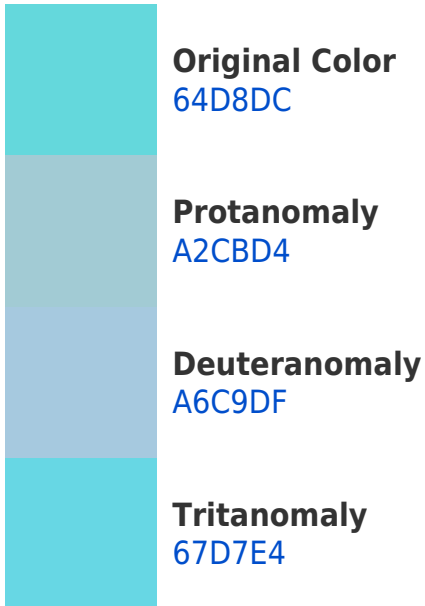 Original Color
64D8DC
Protanomaly
A2CBD4
Deuteranomaly
A6C9DF
Tritanomaly
67D7E4